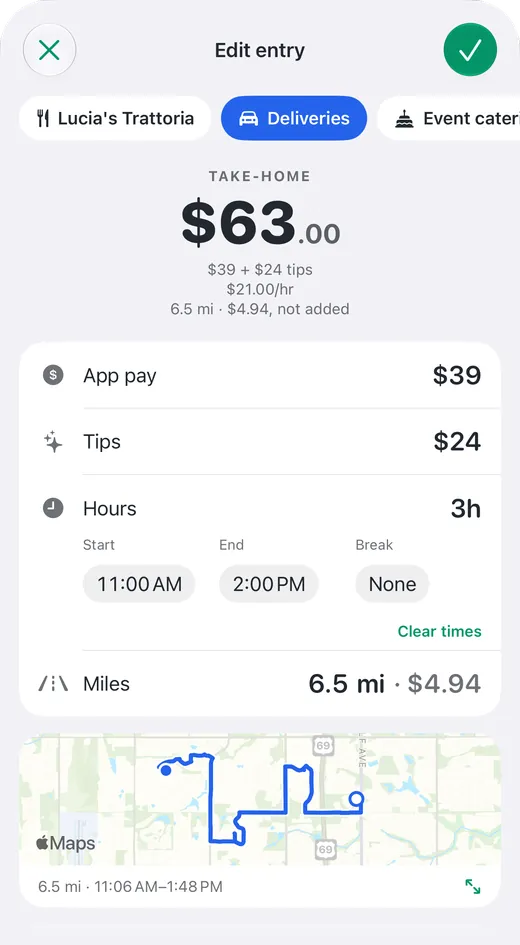 Edit entry
Lucia's Trattoria
Deliveries
Event cateri
TAKE-HOME
$63.00
$39 + $24 tips
$21.00/hr
6.5 mi · $4.94, not added
App pay $39
Tips $24
Hours 3h
Start End Break
11:00 AM 2:00 PM None
Clear times
Miles 6.5 mi · $4.94
69
LF AVE
Maps
69
6.5 mi · 11:06 AM–1:48 PM